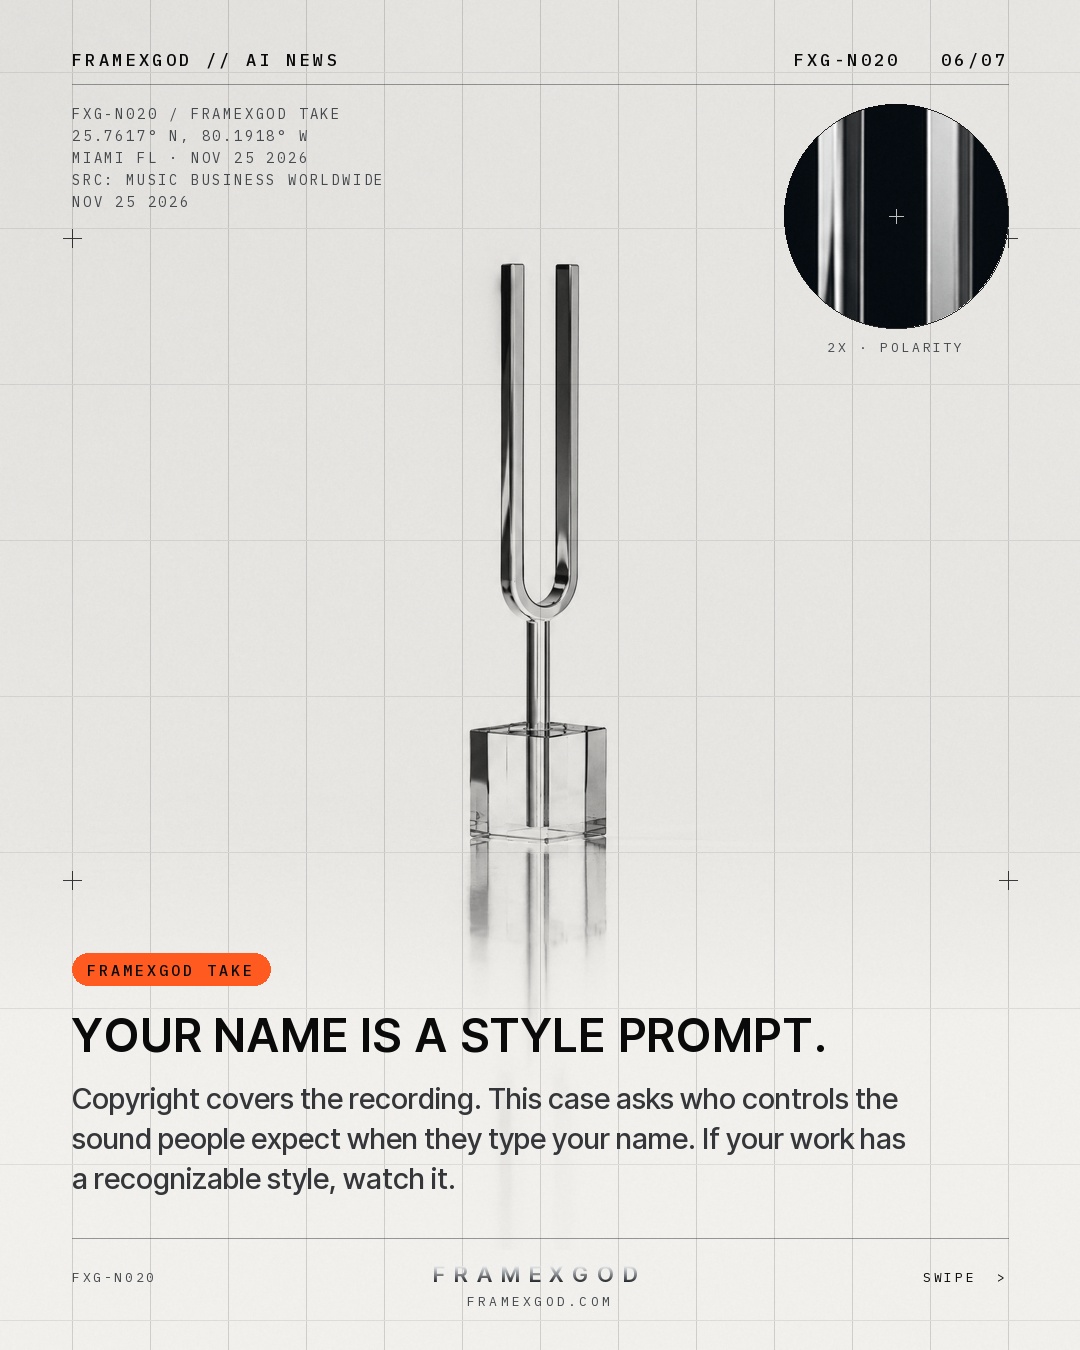 FRAMEXGOD // AI NEWS
FXG-N020 06/07
FXG-N020 / FRAMEXGOD TAKE
25.7617° N, 80.1918° W
MIAMI FL · NOV 25 2026
SRC: MUSIC BUSINESS WORLDWIDE
NOV 25 2026
2X · POLARITY
FRAMEXGOD TAKE
YOUR NAME IS A STYLE PROMPT.
Copyright covers the recording. This case asks who controls the
sound people expect when they type your name. If your work has
a recognizable style, watch it.
FXG-N020
FRAMEXGOD
FRAMEXGOD.COM
SWIPE >